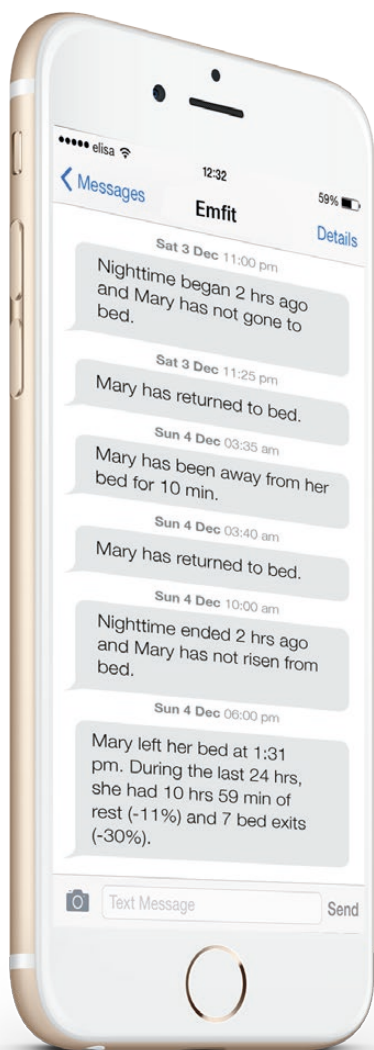 elisa
12:32
59%
Messages
Emfit
Details
Sat 3 Dec 11:00 pm
Nighttime began 2 hrs ago
and Mary has not gone to
bed.
Sat 3 Dec 11:25 pm
Mary has returned to bed.
Sun 4 Dec 03:35 am
Mary has been away from her
bed for 10 min.
Sun 4 Dec 03:40 am
Mary has returned to bed.
Sun 4 Dec 10:00 am
Nighttime ended 2 hrs ago
and Mary has not risen from
bed.
Sun 4 Dec 06:00 pm
Mary left her bed at 1:31
pm. During the last 24 hrs,
she had 10 hrs 59 min of
rest (-11%) and 7 bed exits
(-30%).
Text Message
Send